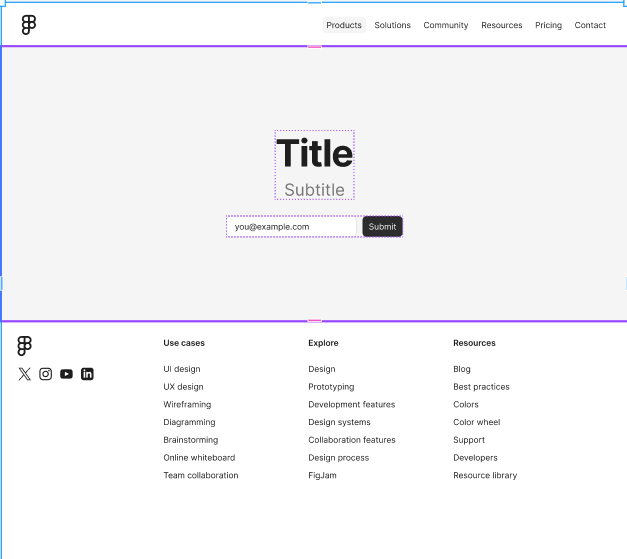 Products Solutions Community Resources Pricing Contact
Title
Subtitle
you@example.com Submit
Use cases Explore Resources
UI design Design Blog
UX design Prototyping Best practices
Wireframing Development features Colors
Diagramming Design systems Color wheel
Brainstorming Collaboration features Support
Online whiteboard Design process Developers
Team collaboration FigJam Resource library